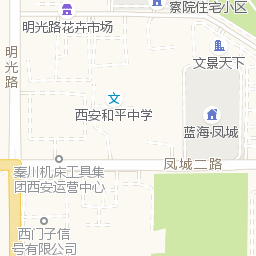 察院住宅小区
明光路花卉市场
明光路
文景天下
文
西安和平中学
蓝海·凤城
凤城二路
秦川机床工具集
团西安运营中心
西门子信
号有限公司